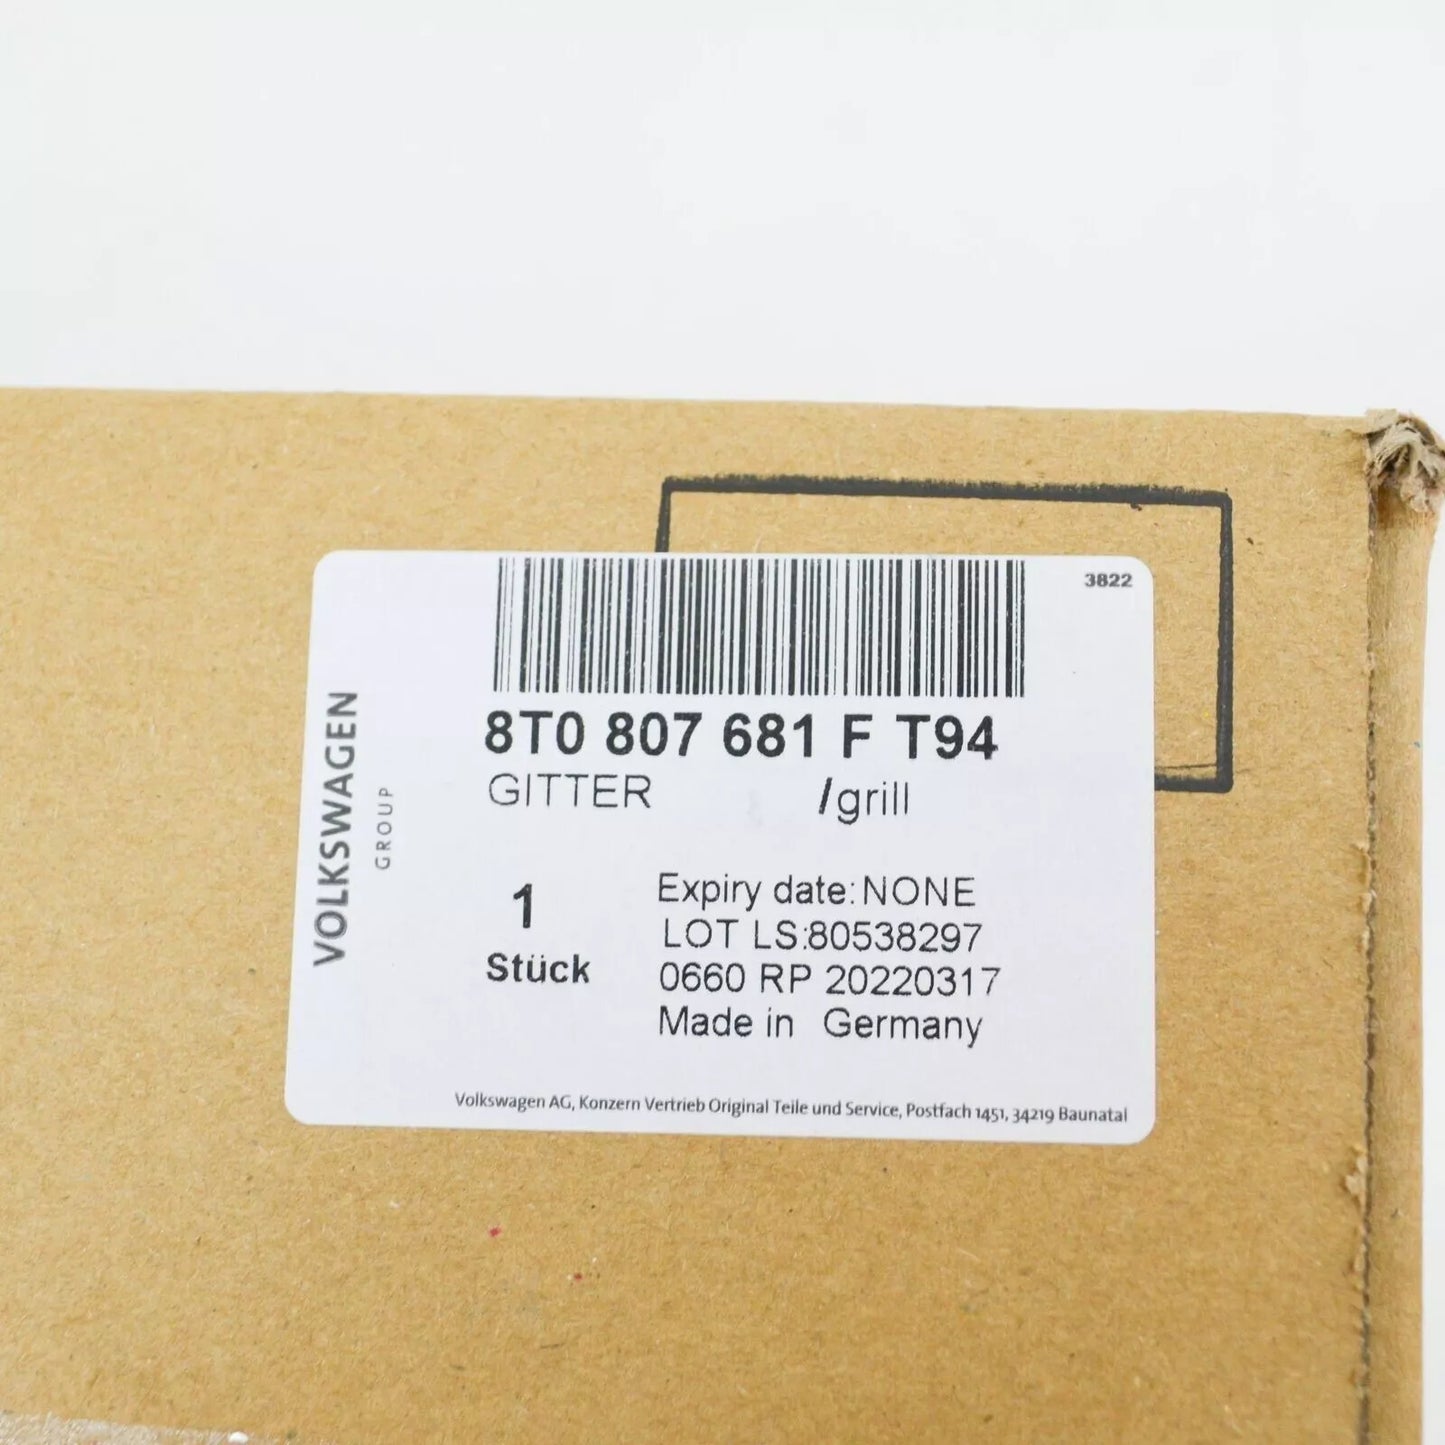 3822
8T0 807 681 F T94
GITTER /grill
VOLKSWAGEN
GROUP
1
Stück
Expiry date: NONE
LOT LS:80538297
0660 RP 20220317
Made in Germany
Volkswagen AG, Konzern Vertrieb Original Teile und Service, Postfach 1451, 34219 Baunatal